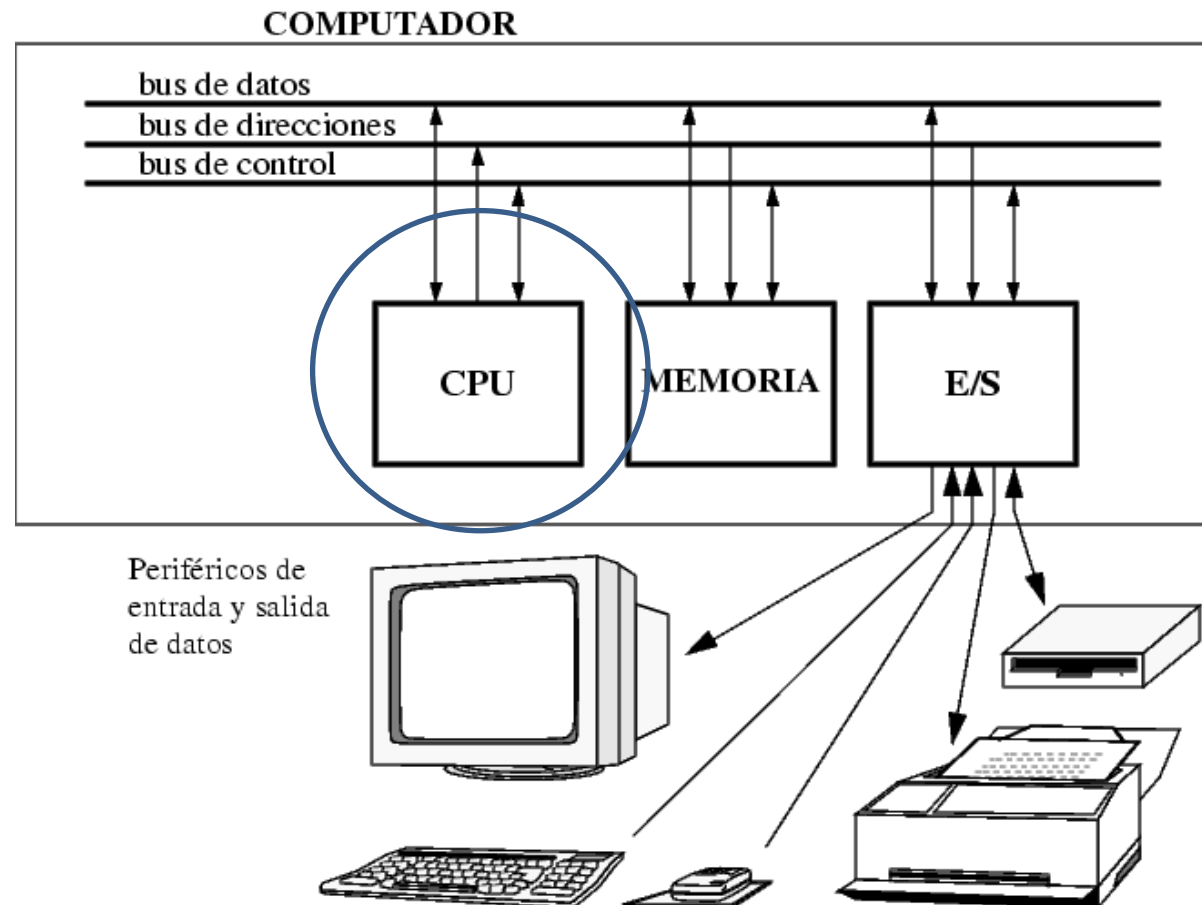 COMPUTADOR
bus de datos
bus de direcciones
bus de control
CPU
MEMORIA
E/S
Periféricos de
entrada y salida
de datos